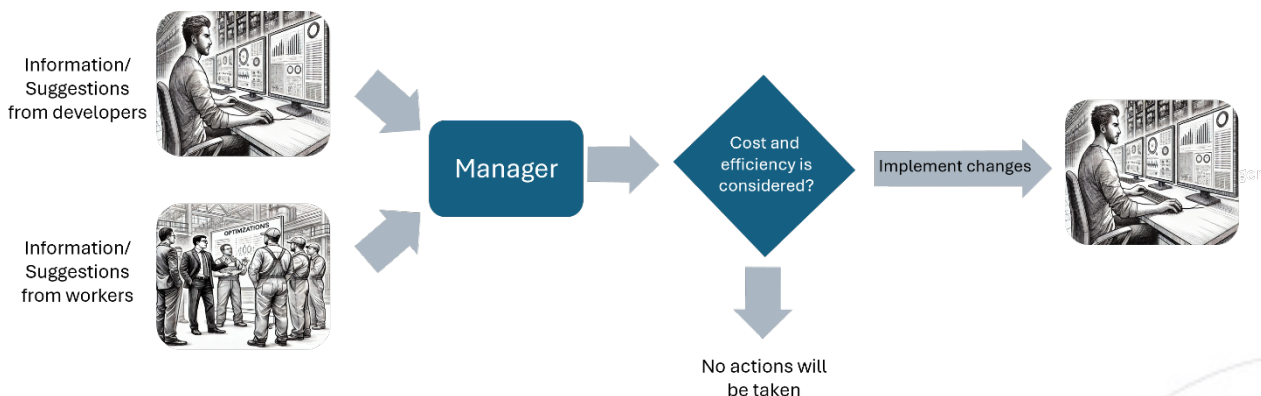 Information/
Suggestions
from developers
Manager
Cost and
efficiency is
considered?
Implement changes
Information/
Suggestions
from workers
OPTIMIZATIONS
No actions will
be taken